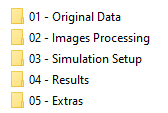 01 - Original Data
02 - Images Processing
03 - Simulation Setup
04 - Results
05 - Extras